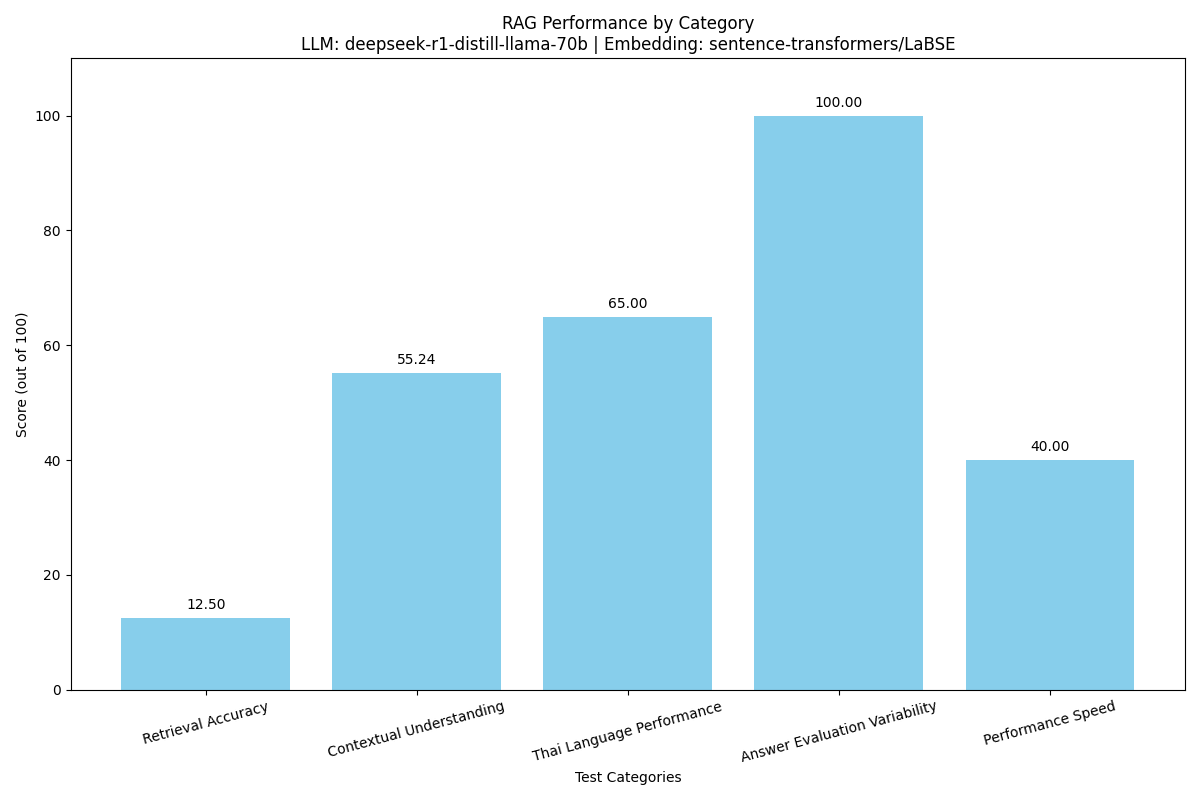 RAG Performance by Category
LLM: deepseek-r1-distill-llama-70b | Embedding: sentence-transformers/LaBSE
Score (out of 100)
100
80
60
40
20
0
12.50
55.24
65.00
100.00
40.00
Retrieval Accuracy
Contextual Understanding
Thai Language Performance
Answer Evaluation Variability
Performance Speed
Test Categories